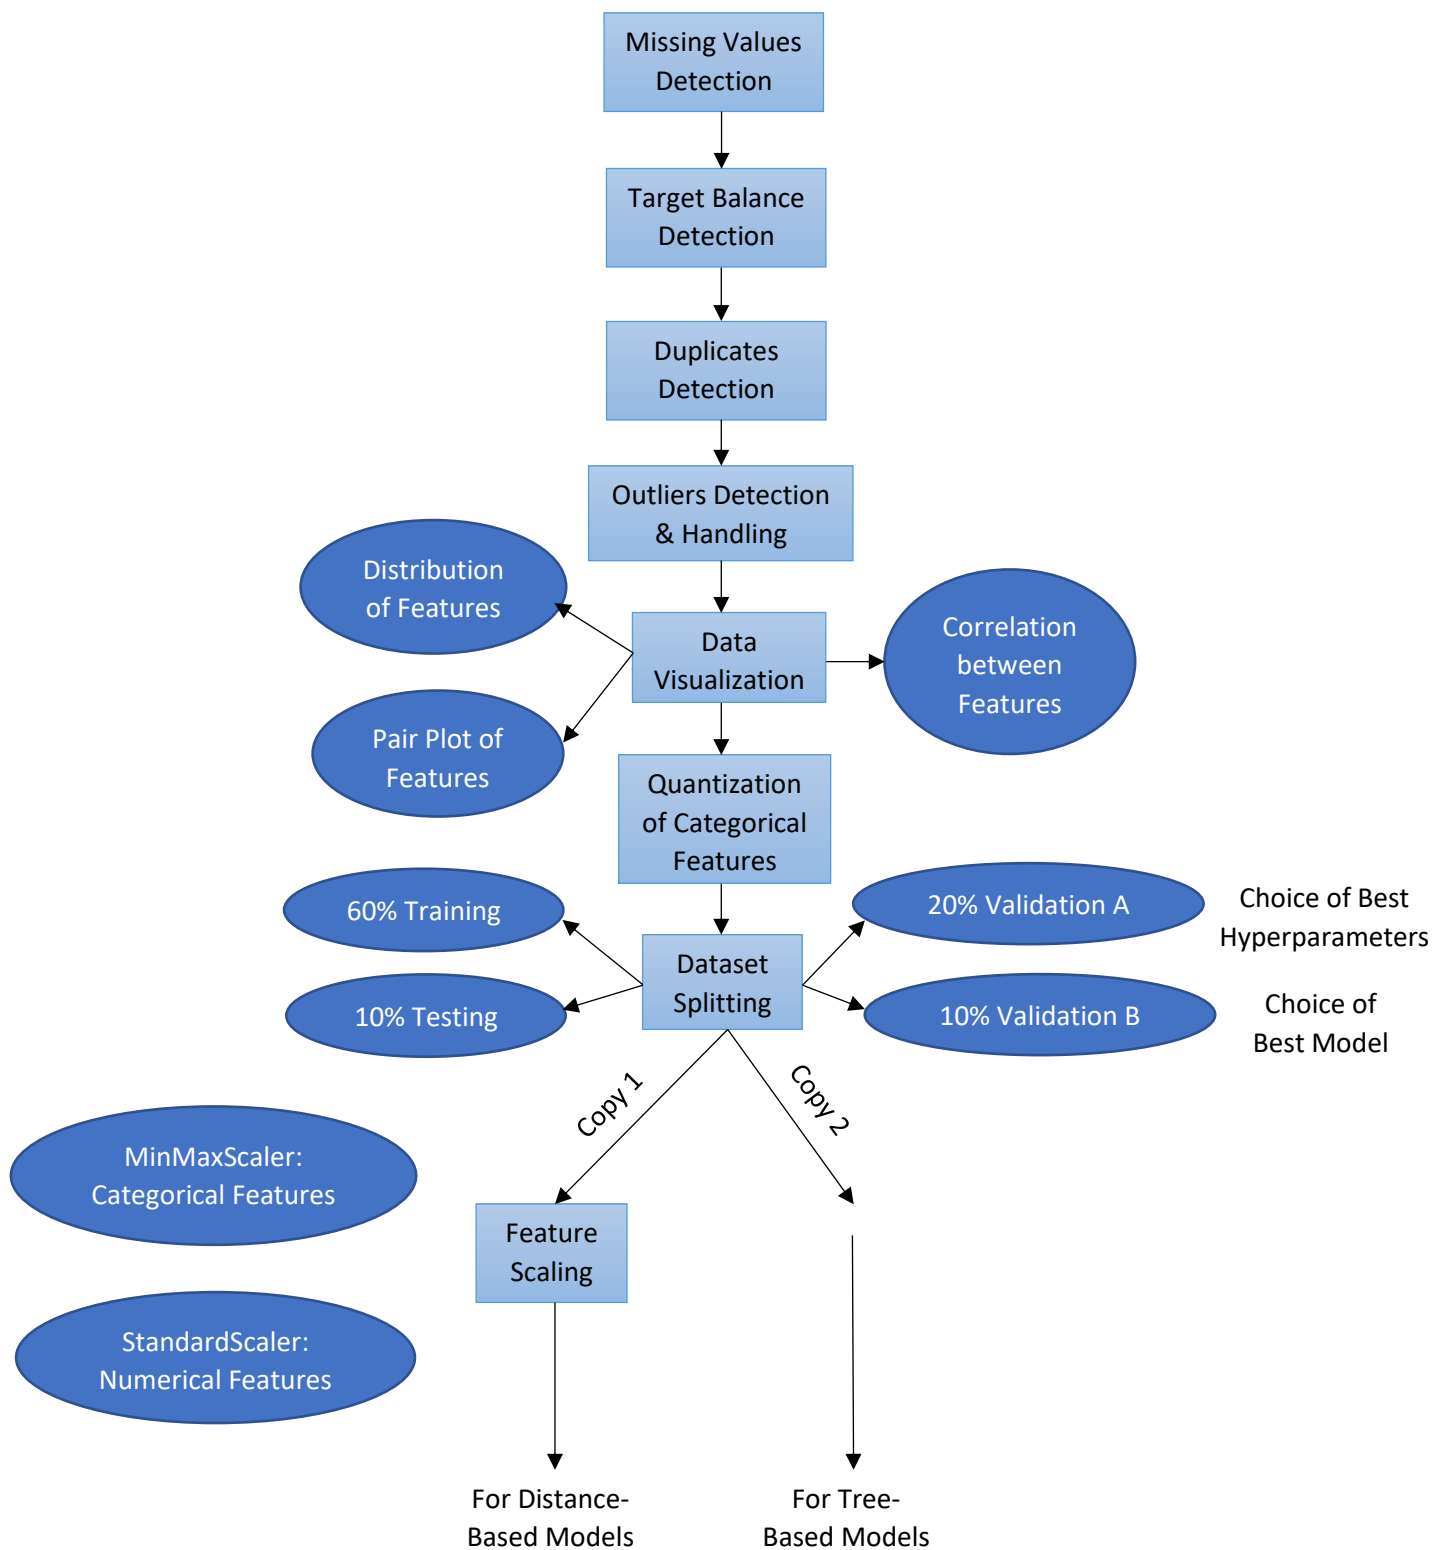 Missing Values
Detection
Target Balance
Detection
Duplicates
Detection
Outliers Detection
& Handling
Distribution
of Features
Data
Visualization
Correlation
between
Features
Pair Plot of
Features
Quantization
of Categorical
Features
60% Training
20% Validation A
Choice of Best
Hyperparameters
Dataset
Splitting
10% Testing
10% Validation B
Choice of
Best Model
Copy 1
Copy 2
MinMaxScaler:
Categorical Features
Feature
Scaling
StandardScaler:
Numerical Features
For Distance-
Based Models
For Tree-
Based Models